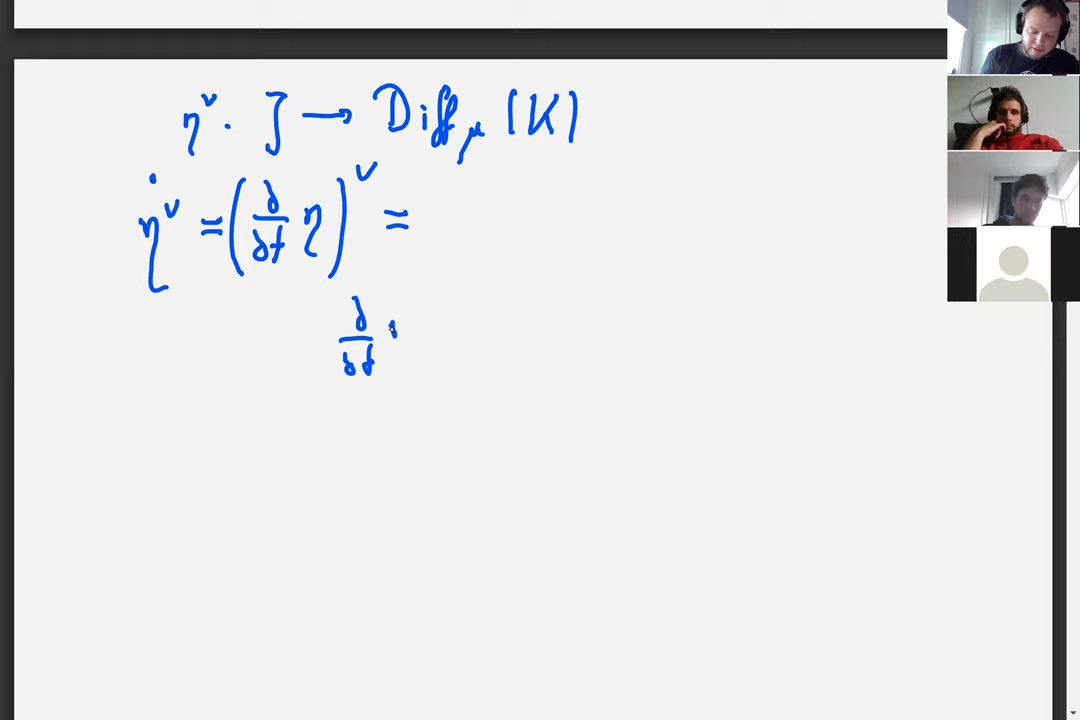 η^∨ · J → Diff_μ (K)
η̇^∨ = (∂/∂t η)^∨ =
∂/∂t